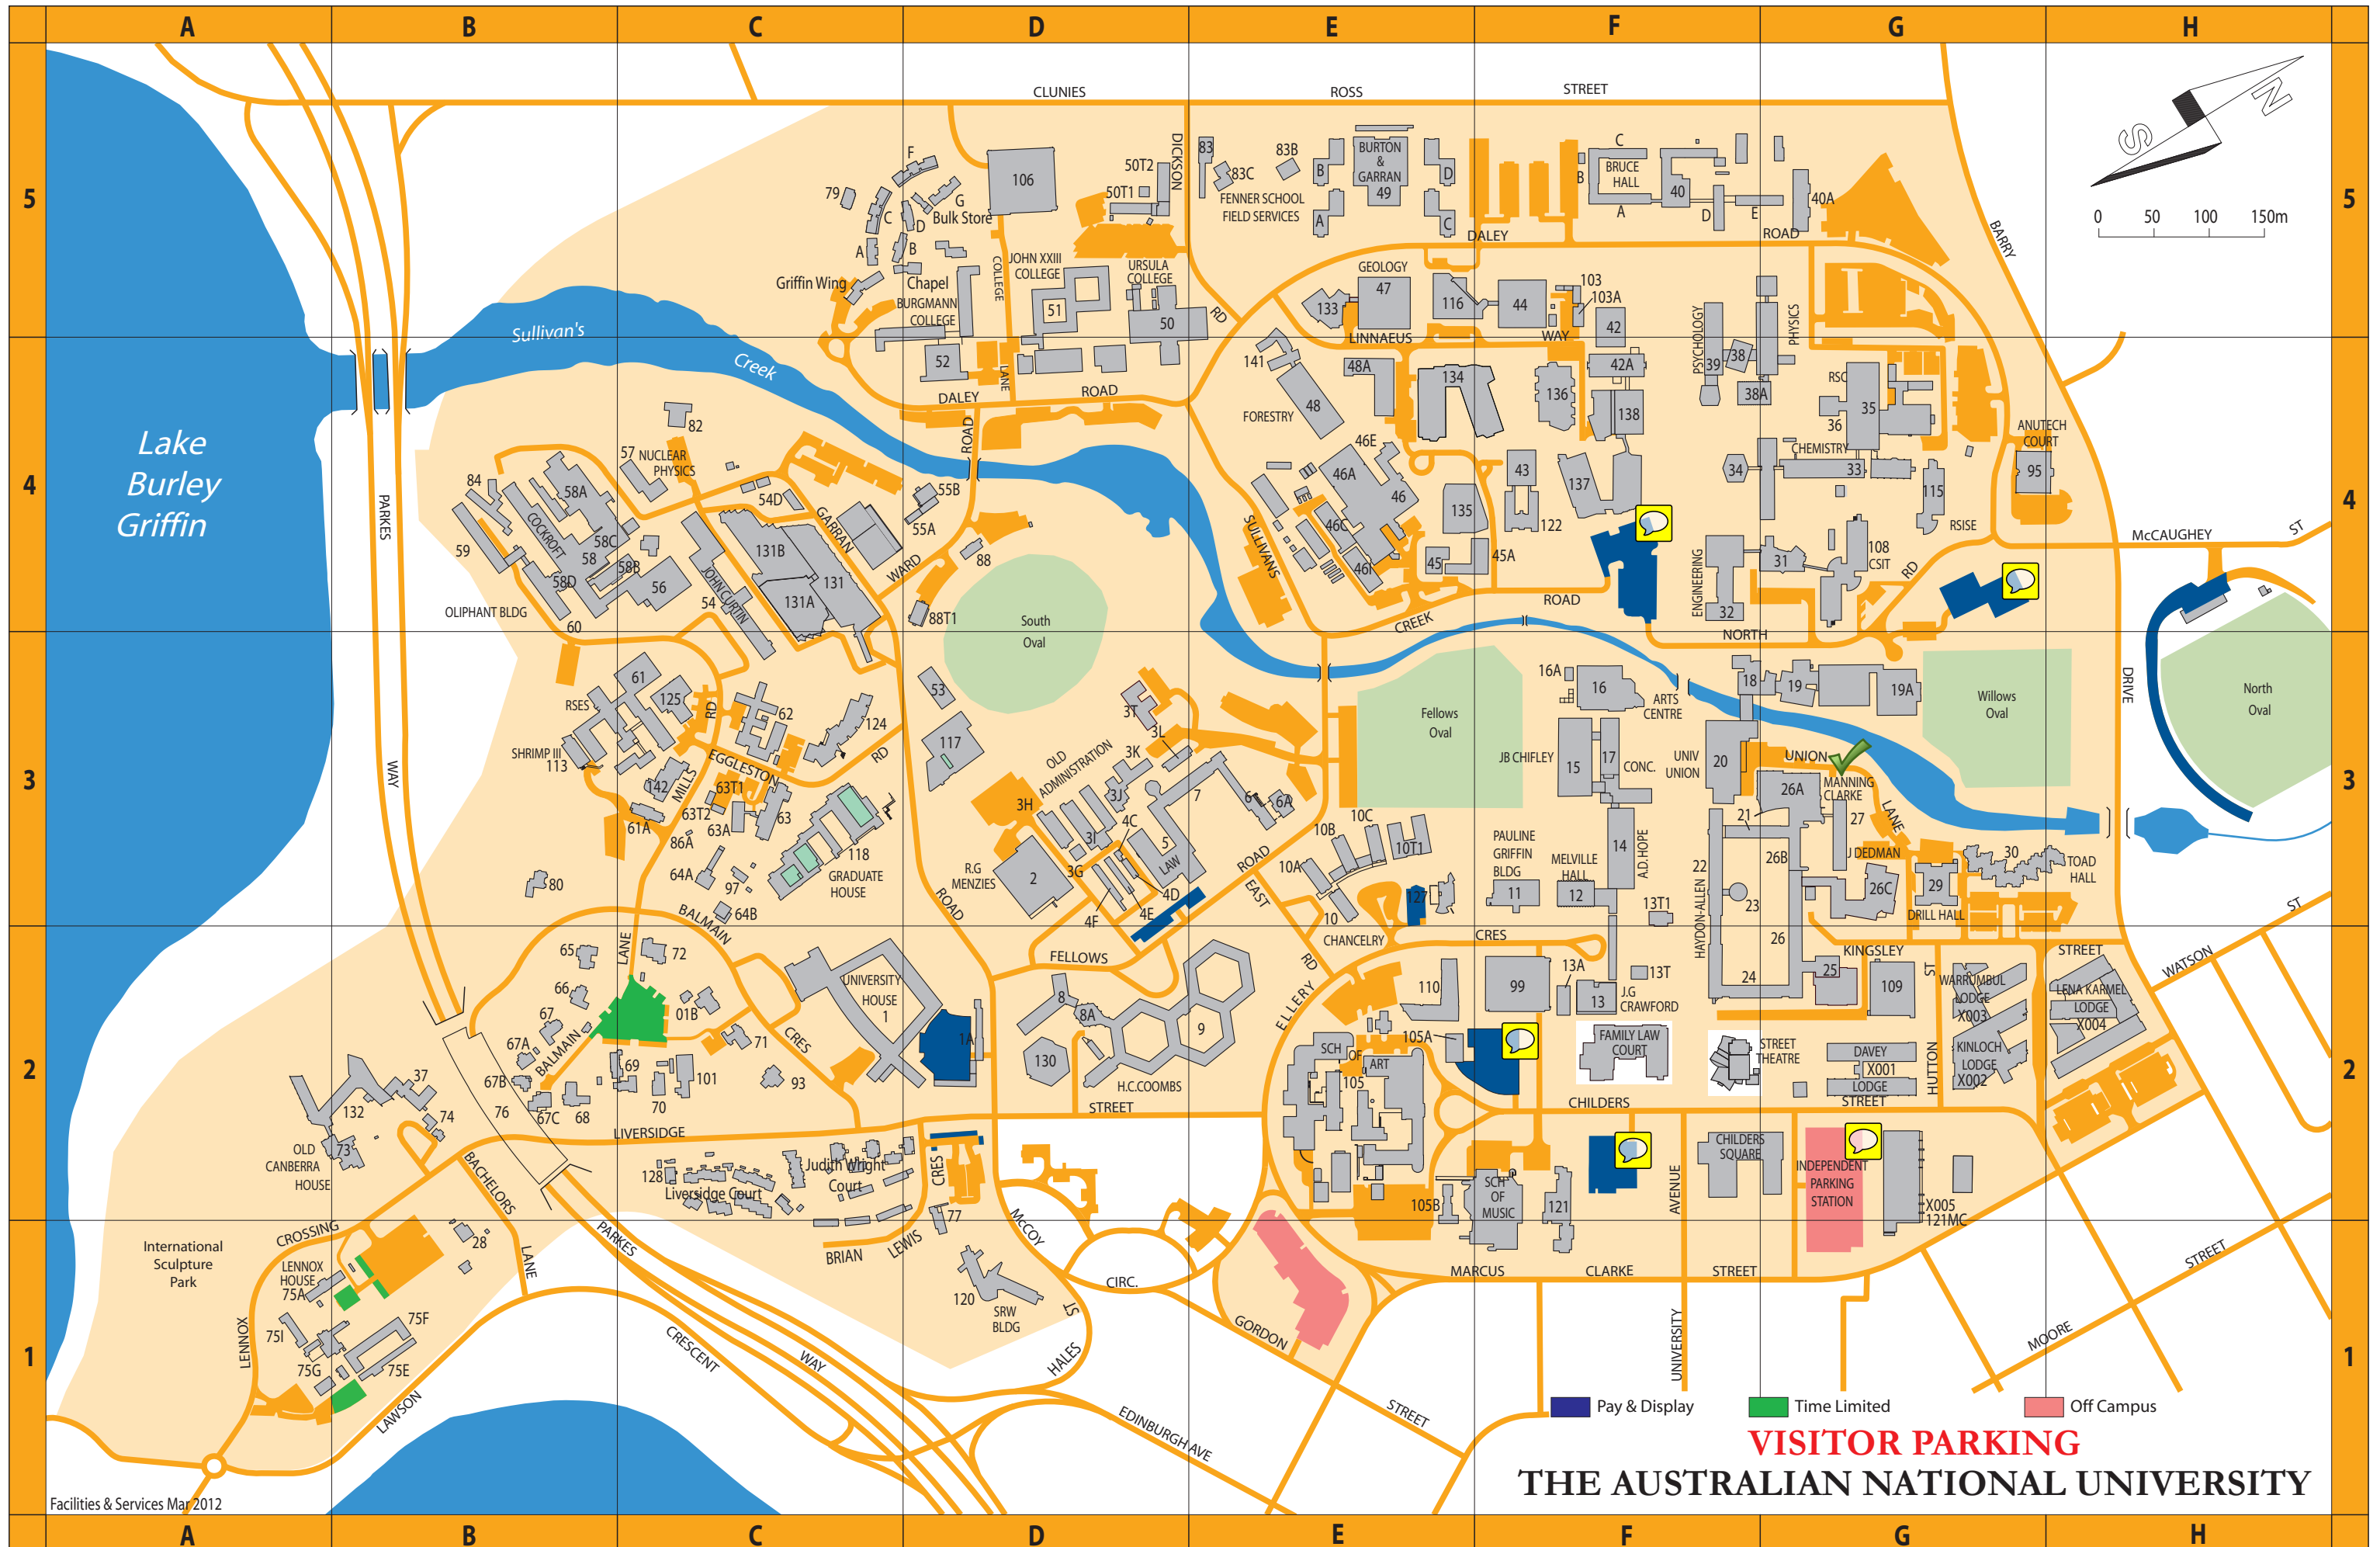 A B C D E F G H
CLUNIES ROSS STREET
5 5
S N
0 50 100 150m
F
79
C
G
Bulk Store
D
A
B
Griffin Wing
Chapel
BURGMANN
COLLEGE
106
50T2
50T1
DICKSON
RD
JOHN XXIII
COLLEGE
51
URSULA
COLLEGE
50
COLLEGE
LANE
52
83
83C
83B
FENNER SCHOOL
FIELD SERVICES
B
A
BURTON
&
GARRAN
49
D
C
C
B
BRUCE
HALL
A
40
D
E
40A
DALEY ROAD
BARRY
DRIVE
GEOLOGY
47
133
116
44
103
103A
42
LINNAEUS WAY
PSYCHOLOGY
PHYSICS
39
38
38A
Sullivan's
Creek
DALEY ROAD
Lake
Burley
Griffin
4 4
PARKES
WAY
82
57
NUCLEAR
PHYSICS
84
58A
COCKROFT
58C
58
58B
58D
59
56
OLIPHANT BLDG
60
54D
131B
131
131A
GARRAN
ROAD
54
JOHN CURTIN
55B
55A
WARD
88
88T1
South
Oval
141
48A
48
FORESTRY
134
136
42A
138
46E
46A
46
46C
46I
135
45
45A
43
122
137
SULLIVANS
CREEK
ROAD
34
RSC
35
36
CHEMISTRY
33
115
RSISE
ANUTECH
COURT
95
ENGINEERING
32
31
108
CSIT
RD
NORTH
McCAUGHEY ST
3 3
61
125
RSES
SHRIMP III
113
142
61A
MILLS
RD
62
124
EGGLESTON
RD
63T1
63T2
63A
63
86A
64A
97
64B
118
GRADUATE
HOUSE
80
BALMAIN
LANE
53
117
3H
OLD
ADMINISTRATION
3T
3L
3K
3J
3I
3G
4C
4D
4E
4F
5
LAW
7
6
6A
R.G
MENZIES
2
ROAD
FELLOWS
ROAD
EAST
RD
Fellows
Oval
10A
10B
10C
10T1
10
127
CHANCELRY
16A
16
ARTS
CENTRE
JB CHIFLEY
15
17
CONC.
UNIV
UNION
20
18
19
19A
Willows
Oval
North
Oval
UNION
MANNING
CLARKE
26A
21
27
LANE
PAULINE
GRIFFIN
BLDG
11
MELVILLE
HALL
12
14
A.D.HOPE
22
23
26B
J DEDMAN
26C
29
DRILL HALL
30
TOAD
HALL
13T1
HAYDON-ALLEN
26
24
25
KINGSLEY
STREET
ST
WATSON
ST
2 2
65
72
66
67
67A
67B
67C
68
69
70
101
01B
71
93
BALMAIN
CRES
76
37
132
74
73
OLD
CANBERRA
HOUSE
UNIVERSITY
HOUSE
1
1A
8
8A
9
130
H.C.COOMBS
ELLERY
CRES
110
105A
99
13A
13T
13
J.G
CRAWFORD
FAMILY LAW
COURT
STREET
THEATRE
109
WARRUMBUL
LODGE
X003
KINLOCH
LODGE
X002
LENA KARMEL
LODGE
X004
DAVEY
X001
LODGE
HUTTON
SCH
OF
ART
105
105B
LIVERSIDGE STREET
CHILDERS STREET
BACHELORS
LANE
128
Liversidge Court
Judith Wright
Court
CRES
77
BRIAN LEWIS
SCH
OF
MUSIC
121
CHILDERS
SQUARE
INDEPENDENT
PARKING
STATION
X005
121MC
AVENUE
UNIVERSITY
1 1
International
Sculpture
Park
CROSSING
LENNOX
LENNOX
HOUSE
75A
75I
75G
75F
75E
28
LAWSON
CRESCENT
PARKES
WAY
120
SRW
BLDG
McCOY
CIRC.
HALES
ST
GORDON
STREET
EDINBURGH AVE
MARCUS CLARKE STREET
MOORE
STREET
Pay & Display
Time Limited
Off Campus
VISITOR PARKING
THE AUSTRALIAN NATIONAL UNIVERSITY
Facilities & Services Mar 2012
A B C D E F G H